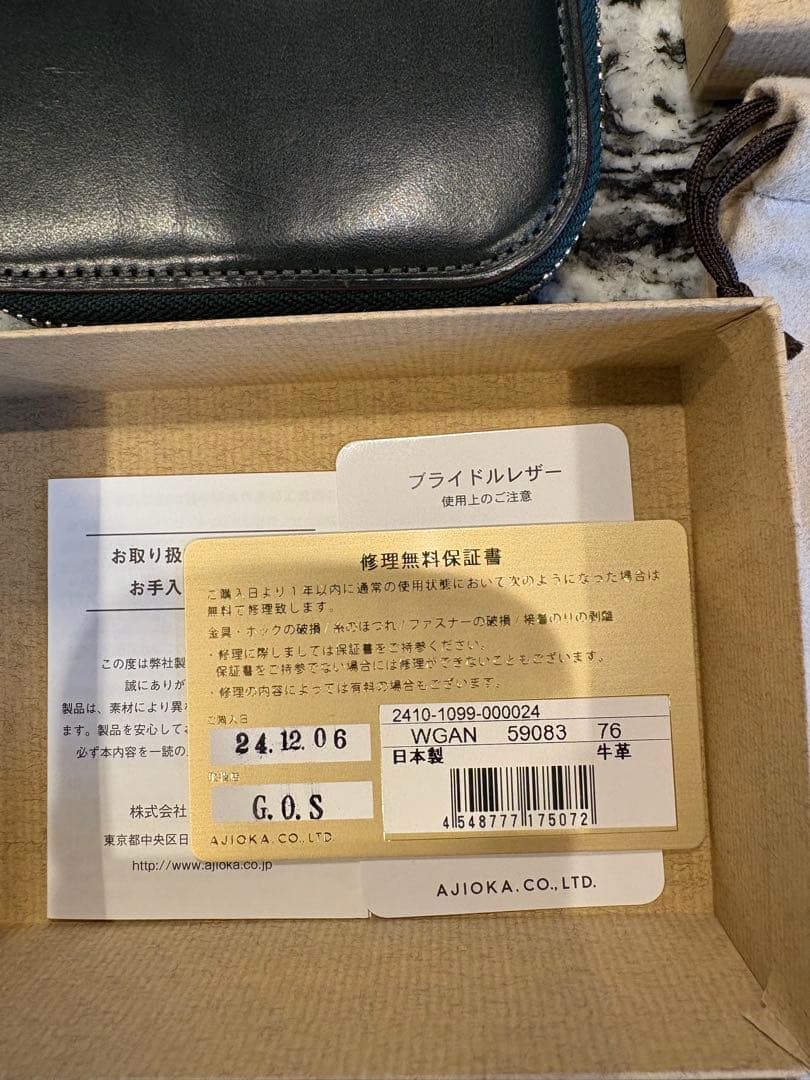 ブライドルレザー
使用上のご注意
お取り扱
お手入
この度は弊社製
誠にありが
製品は、素材により異
ます。製品を安心してお
必ず本内容を一読の
株式会社
東京都中央区日
http://www.ajioka.co.jp
修理無料保証書
ご購入日より1年以内に通常の使用状態において次のようになった場合は
無料で修理致します。
金具・ホックの破損/糸のほつれ/ファスナーの破損/接着のりの剥離
・修理に際しましては保証書をご持参ください。
保証書をご持参でない場合には修理ができないこともございます。
・修理の内容によっては有料の場合もございます。
ご購入日
24.12.06
G.O.S
AJIOKA.CO.,LTD.
2410-1099-000024
WGAN 59083 76
日本製 牛革
4 548777 175072
AJIOKA.CO.,LTD.